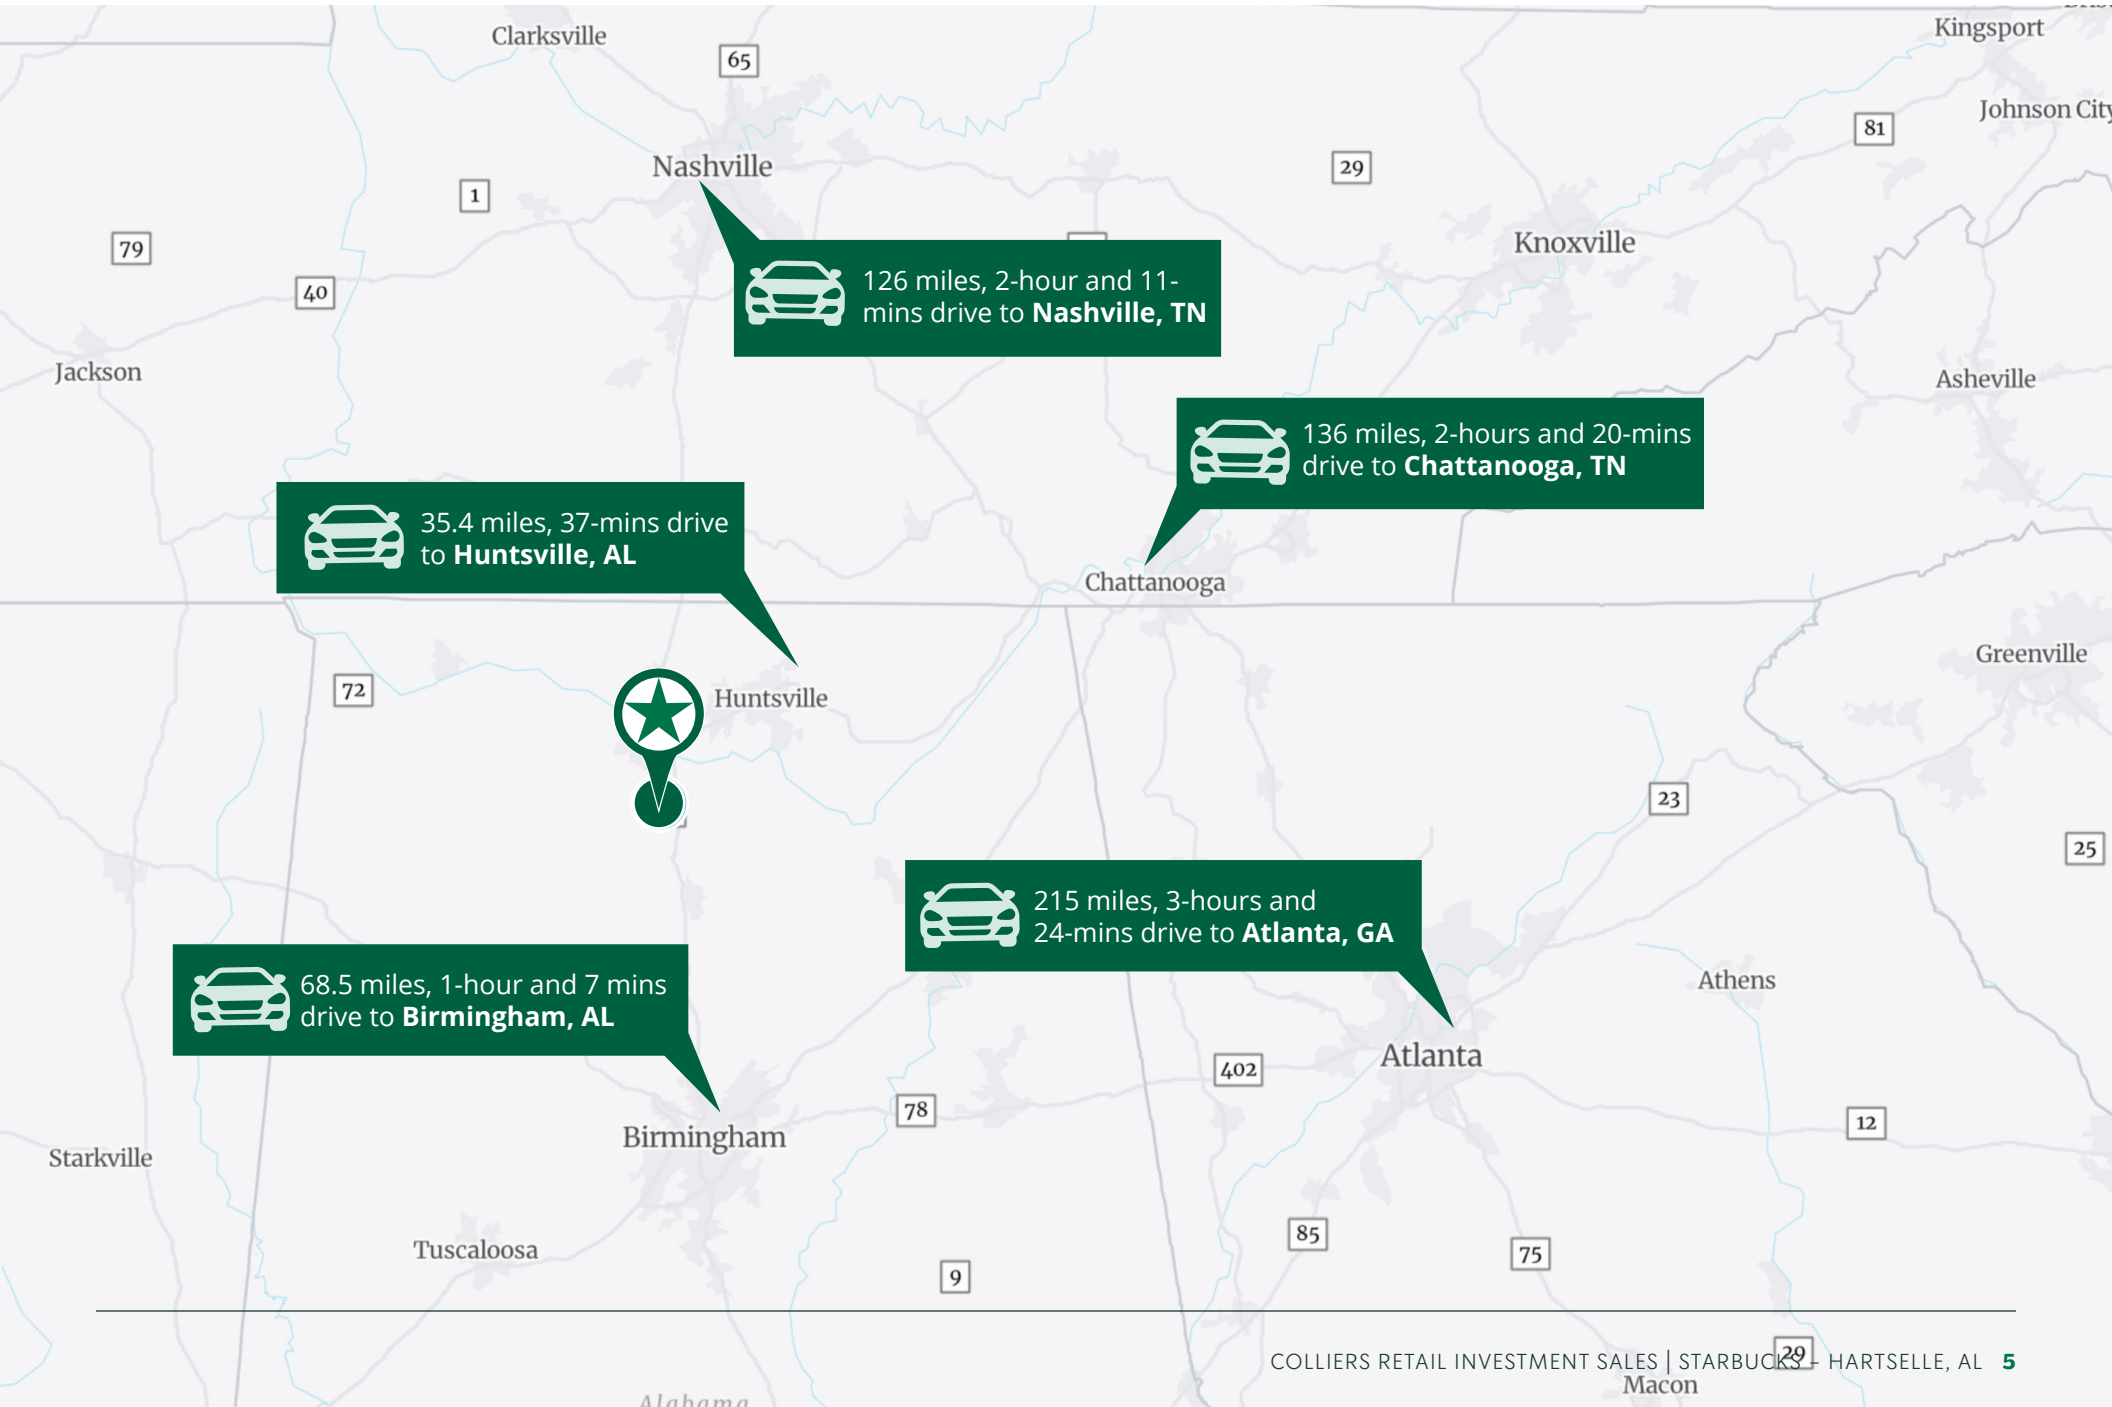 Clarksville
65
Kingsport
Johnson City
81
Nashville
29
1
79
Knoxville
40
126 miles, 2-hour and 11-
mins drive to Nashville, TN
Jackson
Asheville
136 miles, 2-hours and 20-mins
drive to Chattanooga, TN
35.4 miles, 37-mins drive
to Huntsville, AL
Chattanooga
Greenville
72
Huntsville
23
25
215 miles, 3-hours and
24-mins drive to Atlanta, GA
68.5 miles, 1-hour and 7 mins
drive to Birmingham, AL
Athens
Atlanta
402
78
12
Birmingham
Starkville
85
Tuscaloosa
75
9
29
COLLIERS RETAIL INVESTMENT SALES | STARBUCKS – HARTSELLE, AL 5
Macon
Alabama